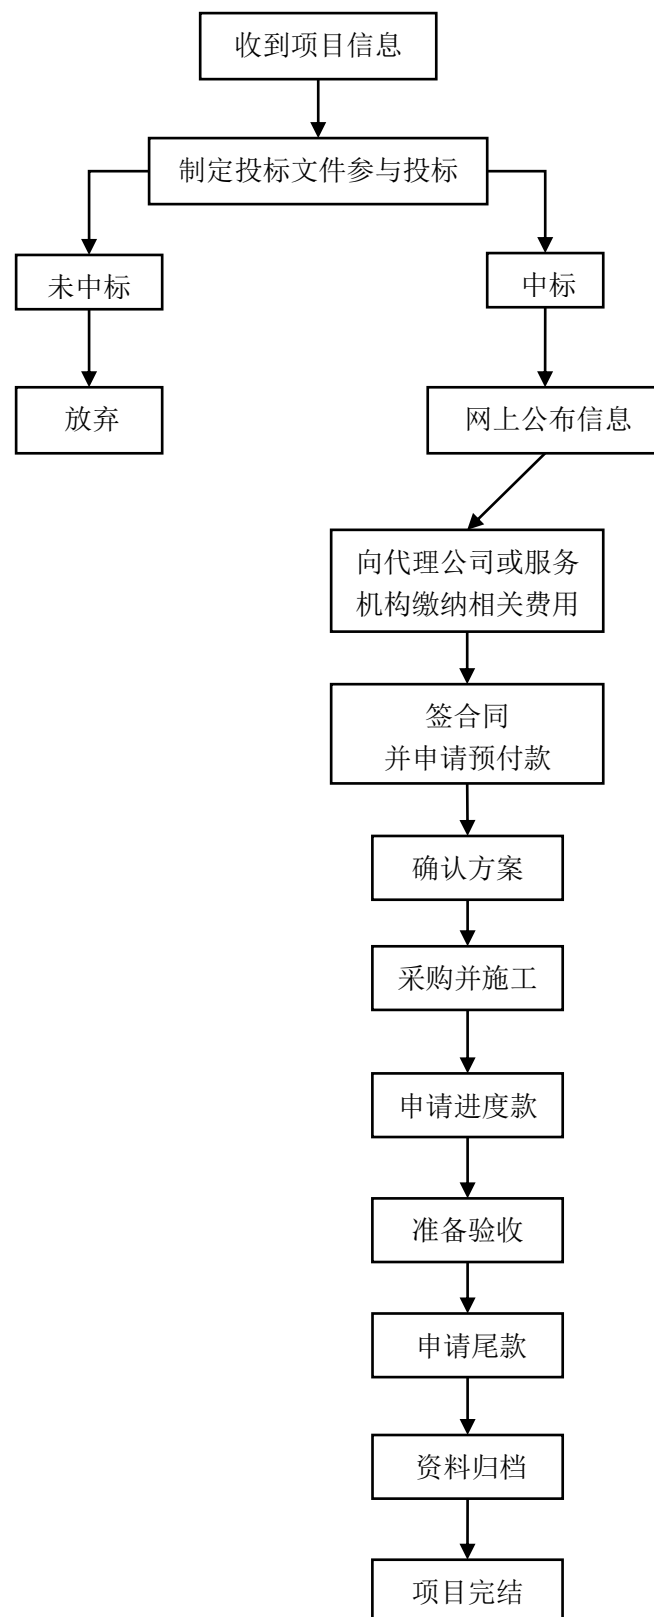 收到项目信息
制定投标文件参与投标
未中标
中标
放弃
网上公布信息
向代理公司或服务
机构缴纳相关费用
签合同
并申请预付款
确认方案
采购并施工
申请进度款
准备验收
申请尾款
资料归档
项目完结